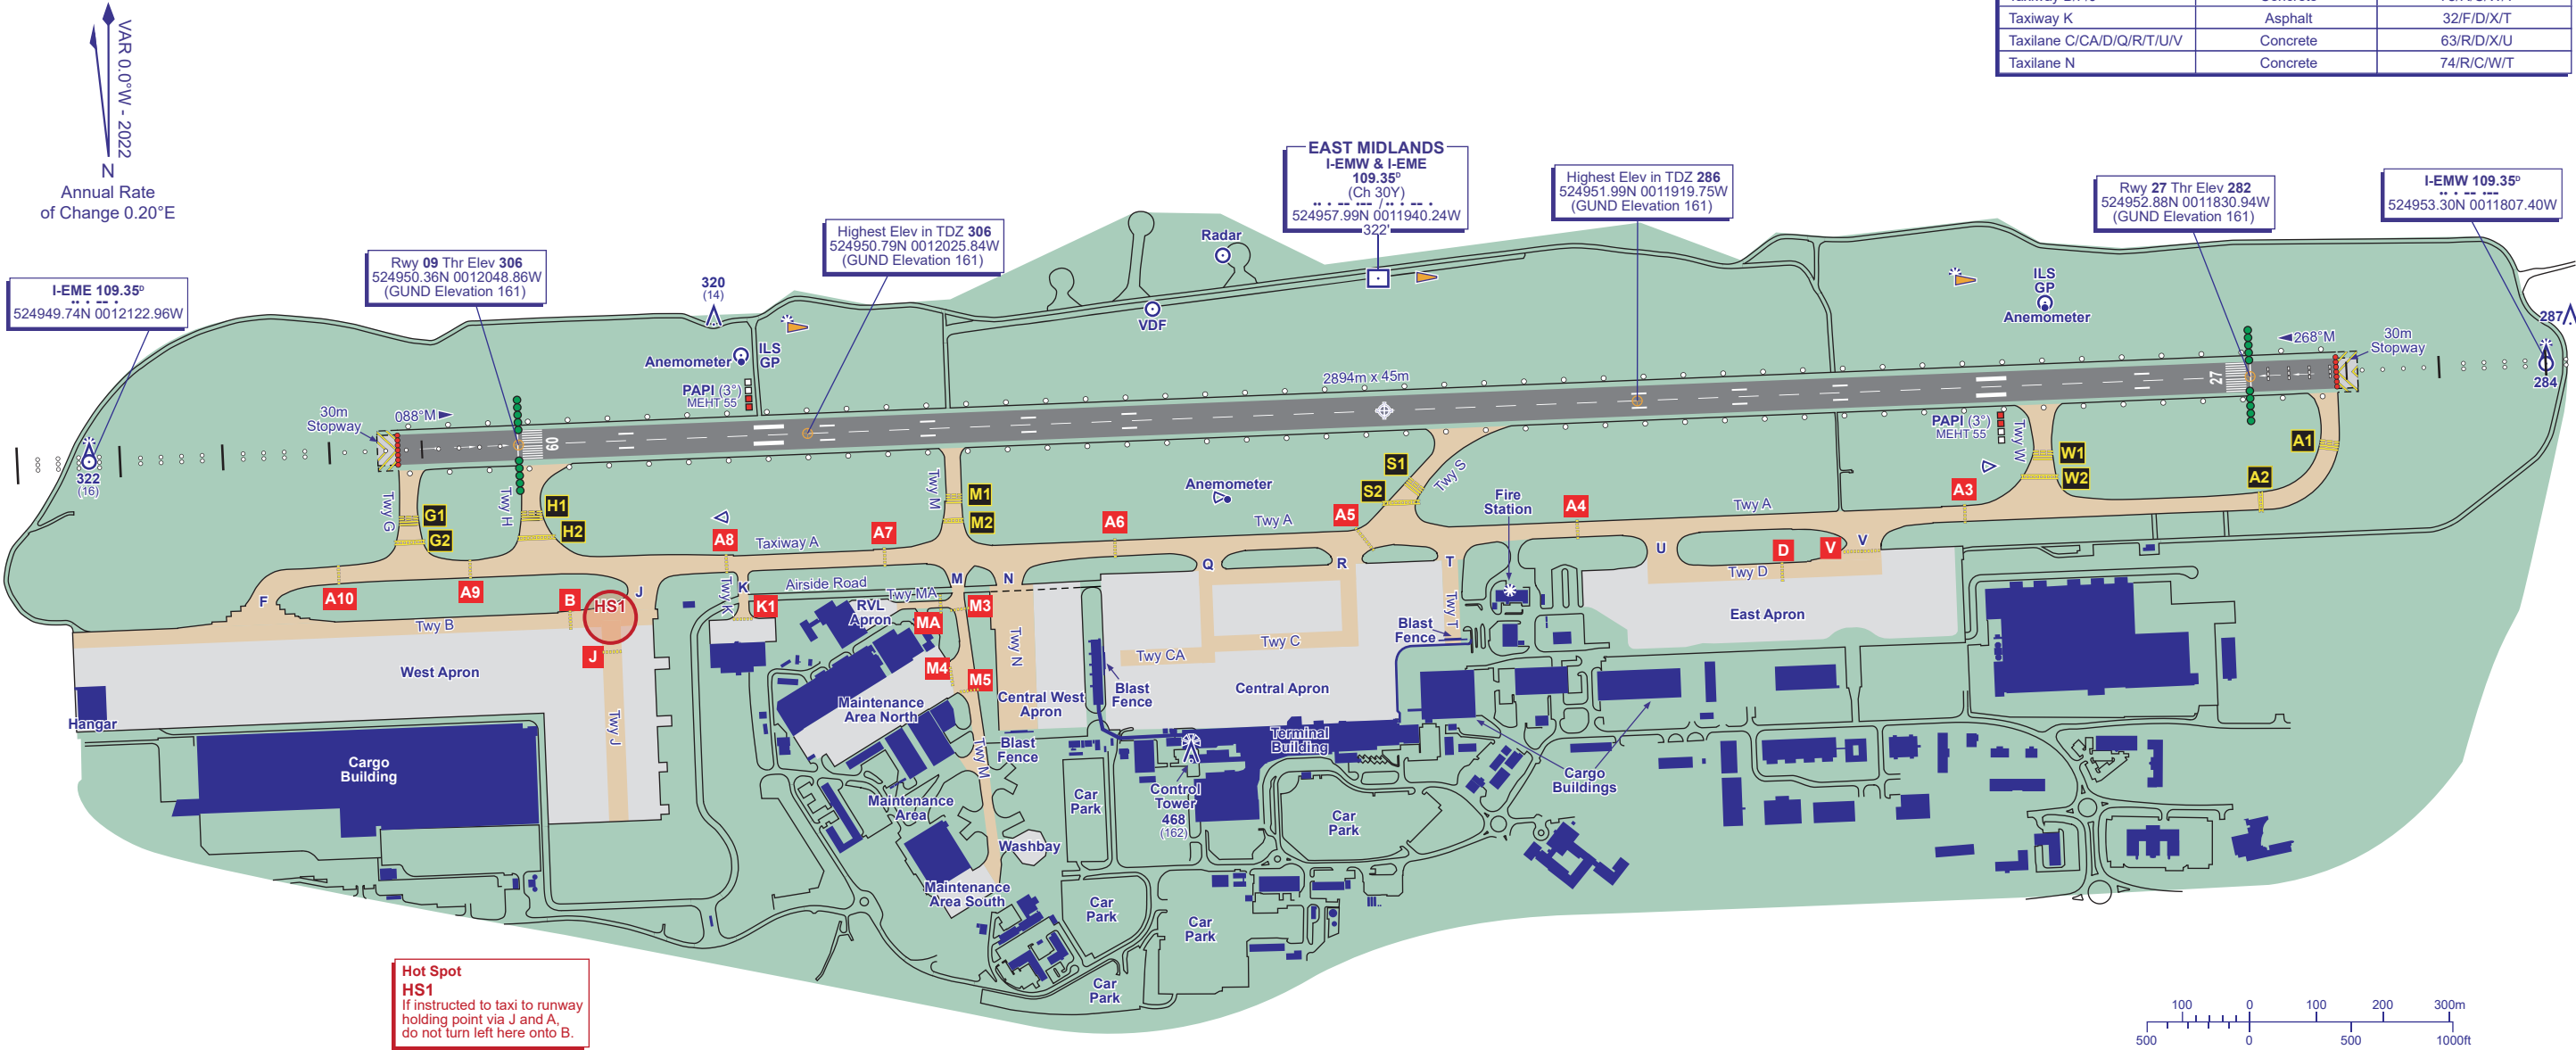 Taxiway K Asphalt 32/F/D/X/T
Taxilane C/CA/D/Q/R/T/U/V Concrete 63/R/D/X/U
Taxilane N Concrete 74/R/C/W/T
VAR 0.0°W - 2022
N
Annual Rate
of Change 0.20°E
EAST MIDLANDS
I-EMW & I-EME
109.35D
(Ch 30Y)
524957.99N 0011940.24W
322'
Highest Elev in TDZ 286
524951.99N 0011919.75W
(GUND Elevation 161)
Rwy 27 Thr Elev 282
524952.88N 0011830.94W
(GUND Elevation 161)
I-EMW 109.35D
524953.30N 0011807.40W
Highest Elev in TDZ 306
524950.79N 0012025.84W
(GUND Elevation 161)
Rwy 09 Thr Elev 306
524950.36N 0012048.86W
(GUND Elevation 161)
I-EME 109.35D
524949.74N 0012122.96W
320
(14)
Radar
VDF
ILS
GP
Anemometer
287
Anemometer
ILS
GP
PAPI (3°)
MEHT 55
2894m x 45m
268°M
30m
Stopway
284
30m
Stopway
088°M
322
(16)
09
27
PAPI (3°)
MEHT 55
Twy W
W1
W2
A1
A2
A3
Twy G
G1
G2
Twy H
H1
H2
Twy M
M1
M2
Anemometer
S1
S2
Twy S
Fire
Station
A4
Twy A
A5
Twy A
A6
A7
Taxiway A
A8
F
A10
A9
B
HS1
J
Twy K
K
K1
Airside Road
Twy MA
RVL
Apron
MA
M
M3
N
Q
R
T
U
D
V
V
Twy D
East Apron
Twy B
J
West Apron
Twy J
Hangar
Cargo
Building
M4
M5
Twy N
Twy CA
Twy C
Twy T
Blast
Fence
Central West
Apron
Blast
Fence
Central Apron
Maintenance
Area North
Blast
Fence
Twy M
Terminal
Building
Cargo
Buildings
Maintenance
Area
Car
Park
Control
Tower
468
(162)
Car
Park
Washbay
Maintenance
Area South
Car
Park
Car
Park
Car
Park
Hot Spot
HS1
If instructed to taxi to runway
holding point via J and A,
do not turn left here onto B.
100 0 100 200 300m
500 0 500 1000ft